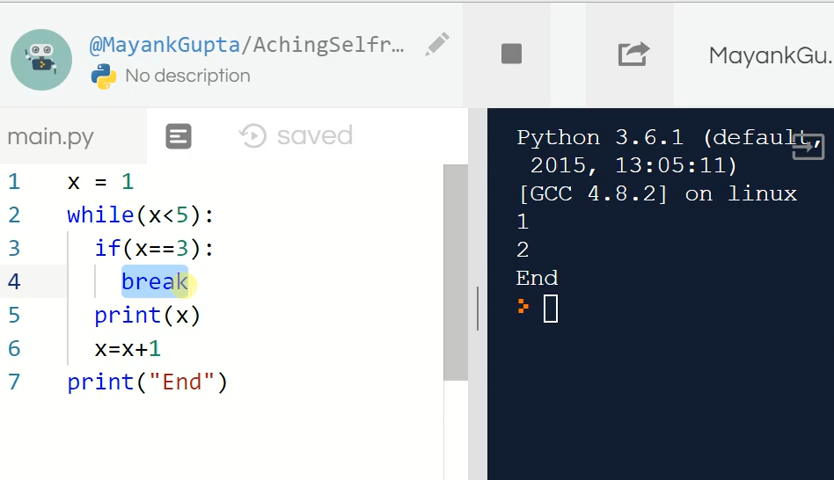 @MayankGupta/AchingSelfr...
No description
MayankGu.
main.py
saved
1 x = 1
2 while(x<5):
3 if(x==3):
4 break
5 print(x)
6 x=x+1
7 print("End")
Python 3.6.1 (default,
2015, 13:05:11)
[GCC 4.8.2] on linux
1
2
End